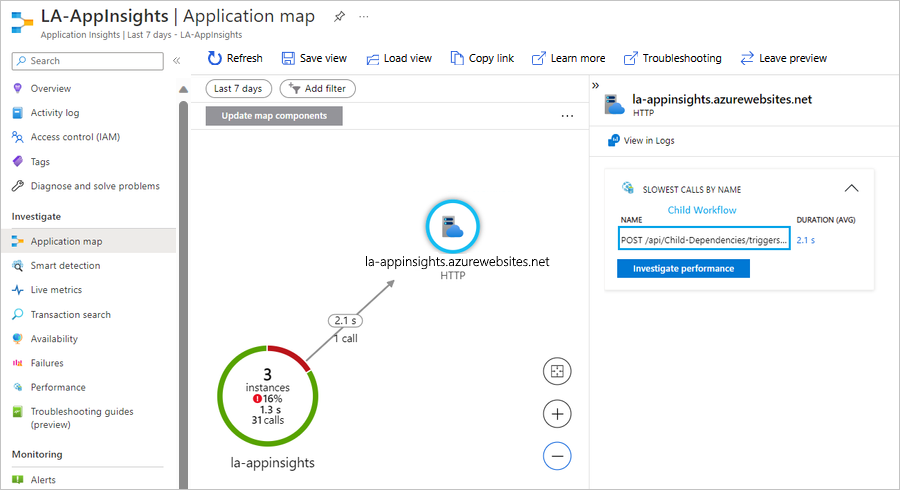 LA-AppInsights | Application map
Application Insights | Last 7 days - LA-AppInsights
Search
Overview
Activity log
Access control (IAM)
Tags
Diagnose and solve problems
Investigate
Application map
Smart detection
Live metrics
Transaction search
Availability
Failures
Performance
Troubleshooting guides
(preview)
Monitoring
Alerts
Refresh
Save view
Load view
Copy link
Learn more
Troubleshooting
Leave preview
Last 7 days
Add filter
Update map components
la-appinsights.azurewebsites.net
HTTP
2.1 s
1 call
3
instances
16%
1.3 s
31 calls
la-appinsights
la-appinsights.azurewebsites.net
HTTP
View in Logs
SLOWEST CALLS BY NAME
Child Workflow
NAME
DURATION (AVG)
POST /api/Child-Dependencies/triggers...
2.1 s
Investigate performance